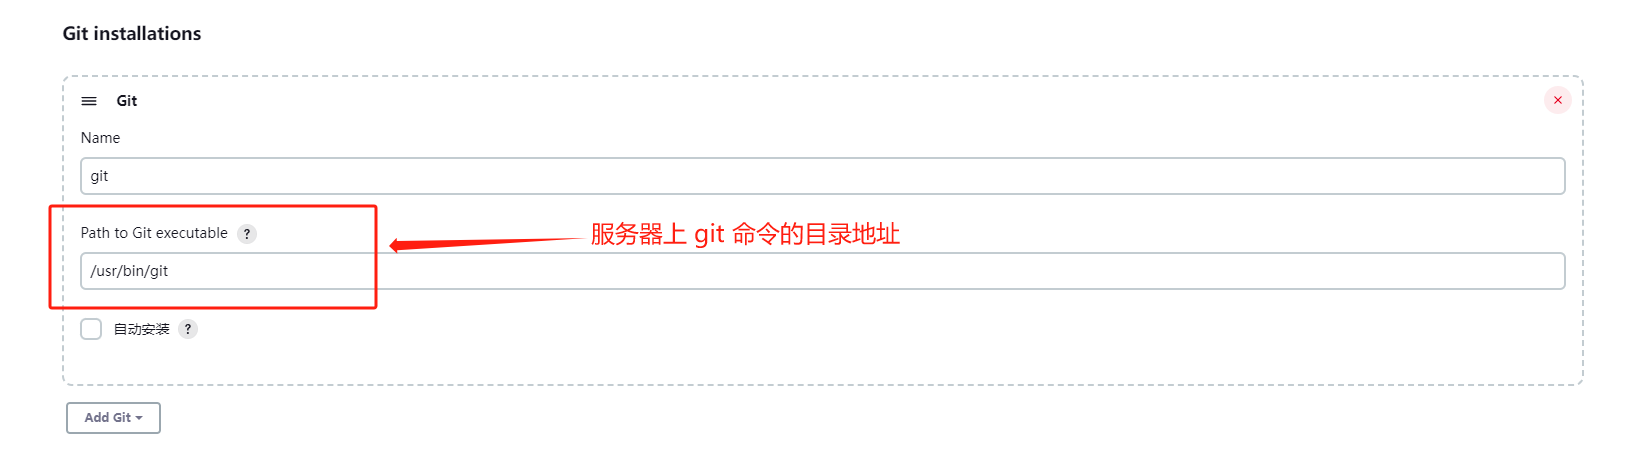 Git installations
Git
Name
git
Path to Git executable ?
服务器上 git 命令的目录地址
/usr/bin/git
自动安装 ?
Add Git